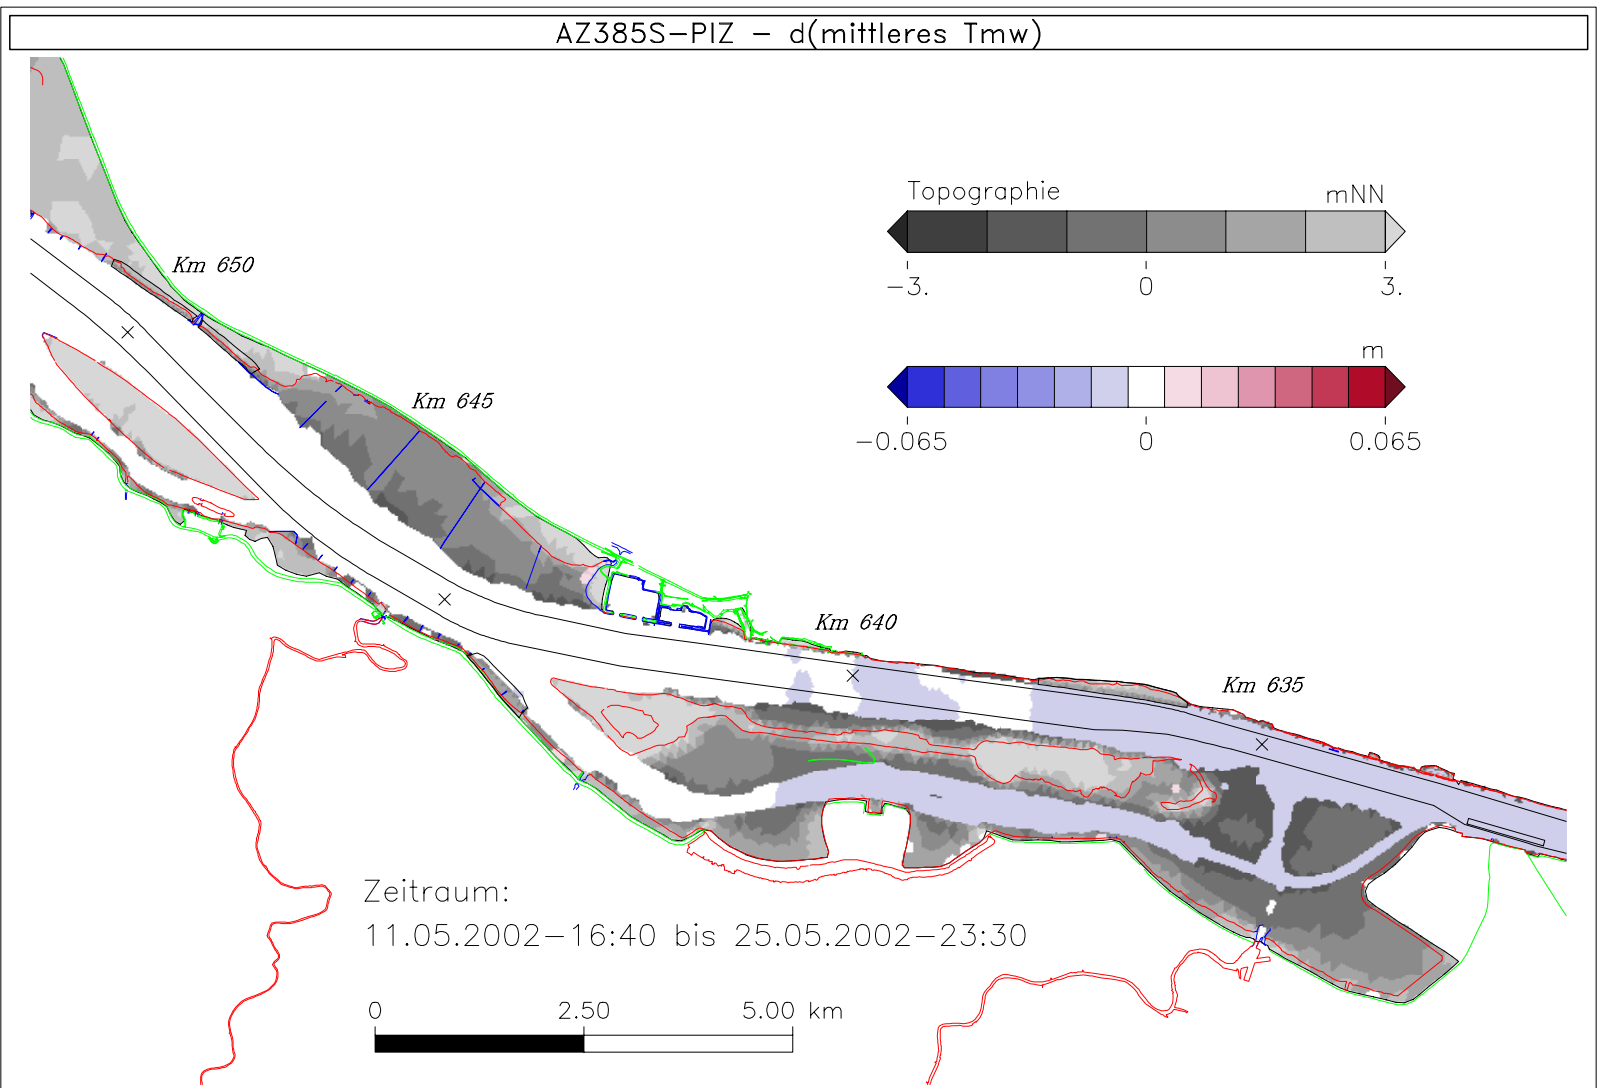 AZ385S-PIZ - d(mittleres Tmw)
Topographie mNN
-3. 0 3.
m
-0.065 0 0.065
Km 650
Km 645
Km 640
Km 635
Zeitraum:
11.05.2002-16:40 bis 25.05.2002-23:30
0 2.50 5.00 km